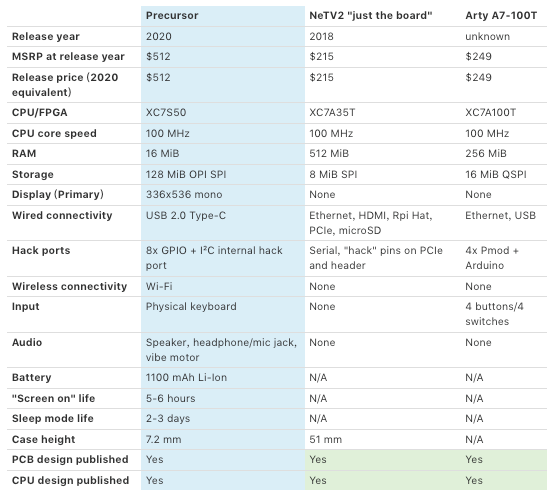 Precursor NeTV2 "just the board" Arty A7-100T
Release year 2020 2018 unknown
MSRP at release year $512 $215 $249
Release price (2020 $512 $215 $249
equivalent)
CPU/FPGA XC7S50 XC7A35T XC7A100T
CPU core speed 100 MHz 100 MHz 100 MHz
RAM 16 MiB 512 MiB 256 MiB
Storage 128 MiB OPI SPI 8 MiB SPI 16 MiB QSPI
Display (Primary) 336x536 mono None None
Wired connectivity USB 2.0 Type-C Ethernet, HDMI, Rpi Hat, Ethernet, USB
PCIe, microSD
Hack ports 8x GPIO + I²C internal hack Serial, "hack" pins on PCIe 4x Pmod +
port and header Arduino
Wireless connectivity Wi-Fi None None
Input Physical keyboard None 4 buttons/4
switches
Audio Speaker, headphone/mic jack, None None
vibe motor
Battery 1100 mAh Li-Ion N/A N/A
"Screen on" life 5-6 hours N/A N/A
Sleep mode life 2-3 days N/A N/A
Case height 7.2 mm 51 mm N/A
PCB design published Yes Yes Yes
CPU design published Yes Yes Yes